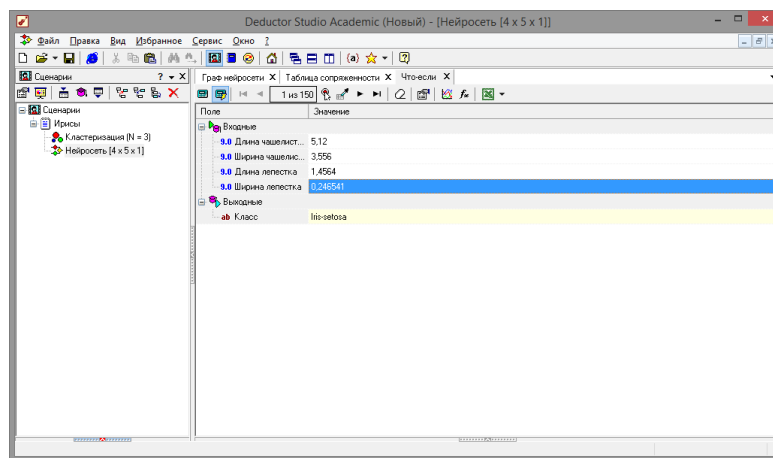 Deductor Studio Academic (Новый) - [Нейросеть [4 x 5 x 1]]
Файл Правка Вид Избранное Сервис Окно ?
Сценарии ? X
Граф нейросети X Таблица сопряженности X Что-если X
1 из 150
Сценарии
Ирисы
Кластеризация (N = 3)
Нейросеть [4 x 5 x 1]
Поле Значение
Входные
9.0 Длина чашелист... 5,12
9.0 Ширина чашелис... 3,556
9.0 Длина лепестка 1,4564
9.0 Ширина лепестка 0,246541
Выходные
ab Класс Iris-setosa